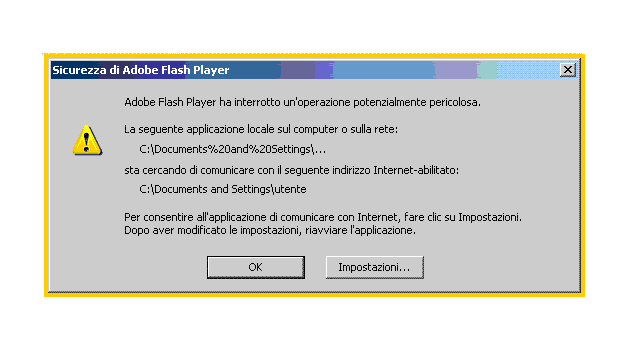 Sicurezza di Adobe Flash Player
Adobe Flash Player ha interrotto un'operazione potenzialmente pericolosa.
La seguente applicazione locale sul computer o sulla rete:
C:\Documents%20and%20Settings\...
sta cercando di comunicare con il seguente indirizzo Internet-abilitato:
C:\Documents and Settings\utente
Per consentire all'applicazione di comunicare con Internet, fare clic su Impostazioni.
Dopo aver modificato le impostazioni, riavviare l'applicazione.
OK
Impostazioni...